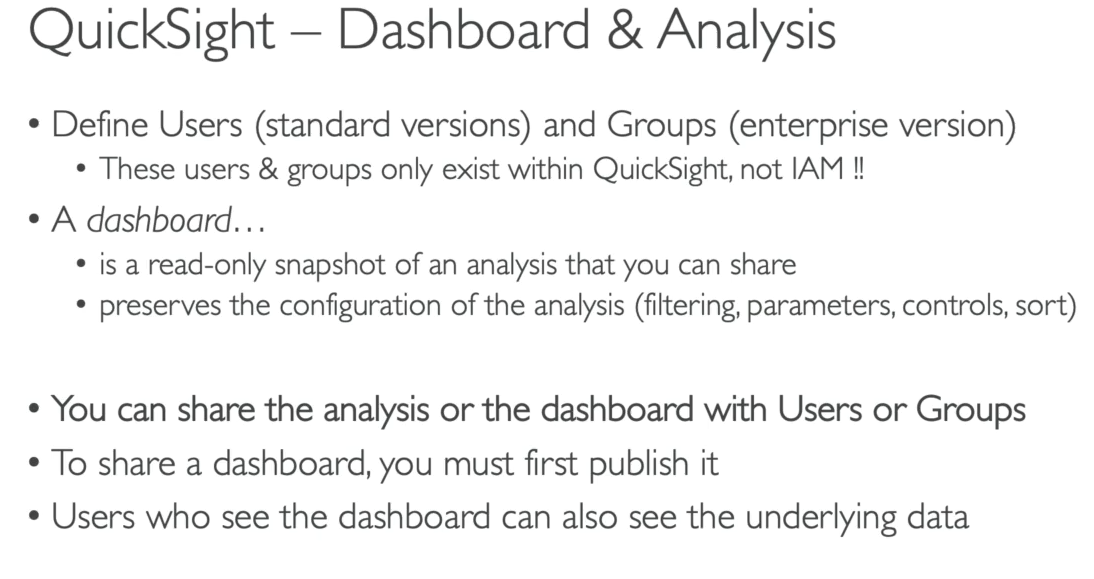 QuickSight – Dashboard & Analysis
• Define Users (standard versions) and Groups (enterprise version)
• These users & groups only exist within QuickSight, not IAM !!
• A dashboard…
• is a read-only snapshot of an analysis that you can share
• preserves the configuration of the analysis (filtering, parameters, controls, sort)
• You can share the analysis or the dashboard with Users or Groups
• To share a dashboard, you must first publish it
• Users who see the dashboard can also see the underlying data